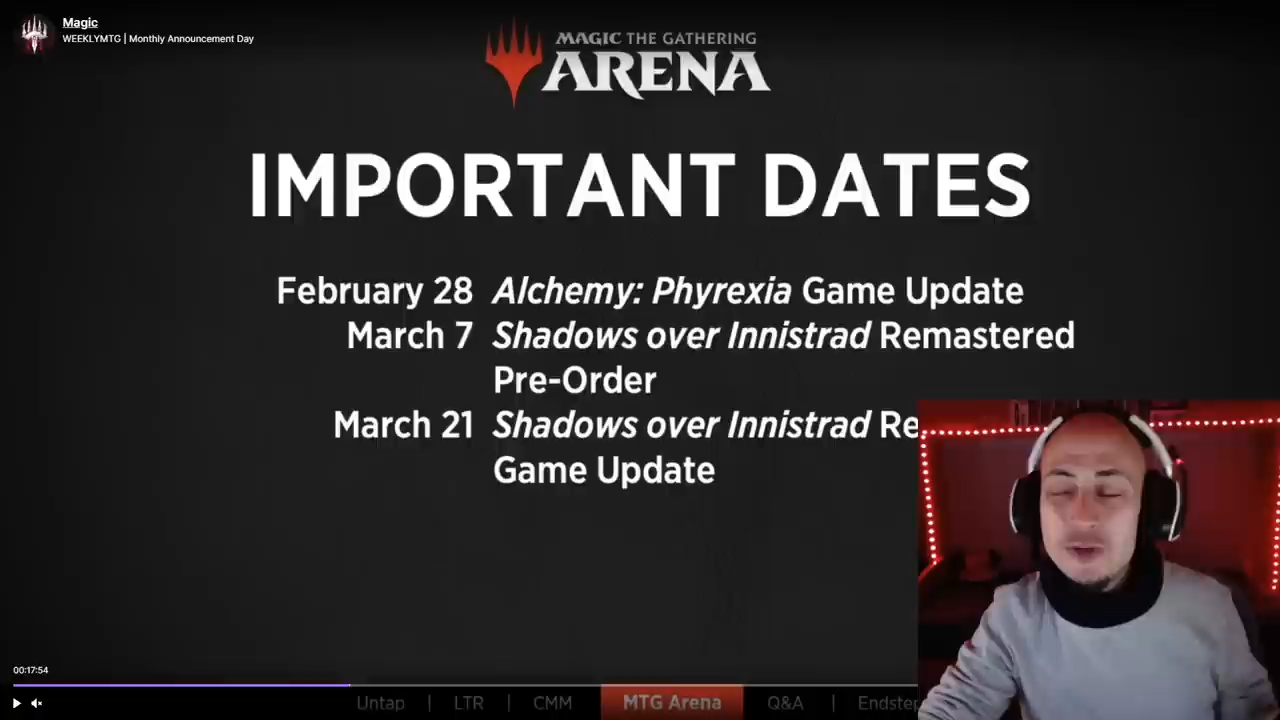 Magic
WEEKLYMTG | Monthly Announcement Day
MAGIC THE GATHERING
ARENA
IMPORTANT DATES
February 28 Alchemy: Phyrexia Game Update
March 7 Shadows over Innistrad Remastered
Pre-Order
March 21 Shadows over Innistrad Re
Game Update
00:17:54
Untap | LTR | CMM MTG Arena Q&A | Endste